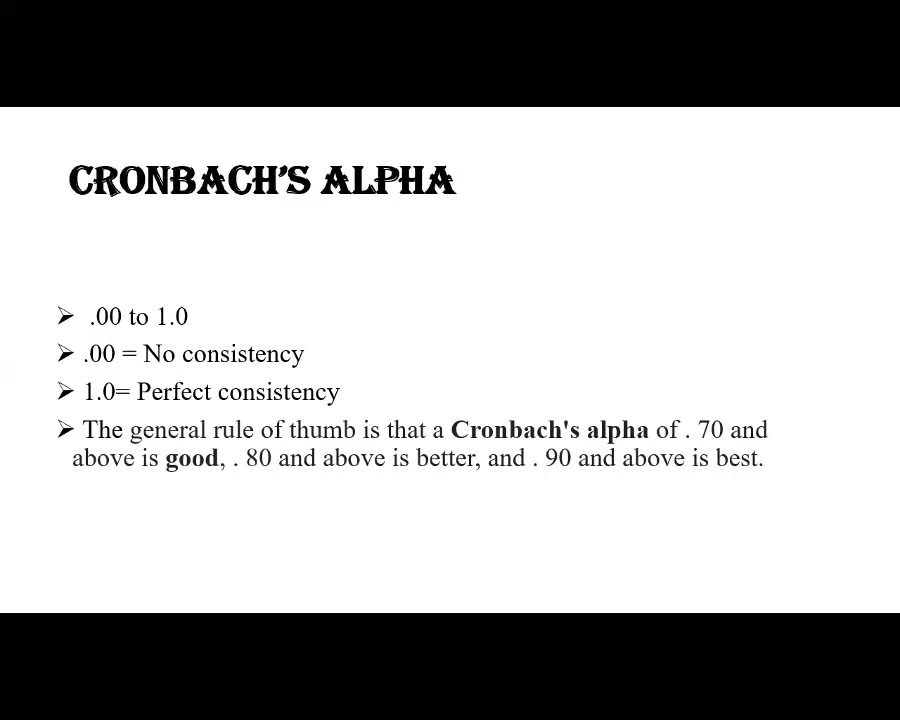 CRONBACH'S ALPHA
➢ .00 to 1.0
➢ .00 = No consistency
➢ 1.0= Perfect consistency
➢ The general rule of thumb is that a Cronbach's alpha of . 70 and
above is good, . 80 and above is better, and . 90 and above is best.